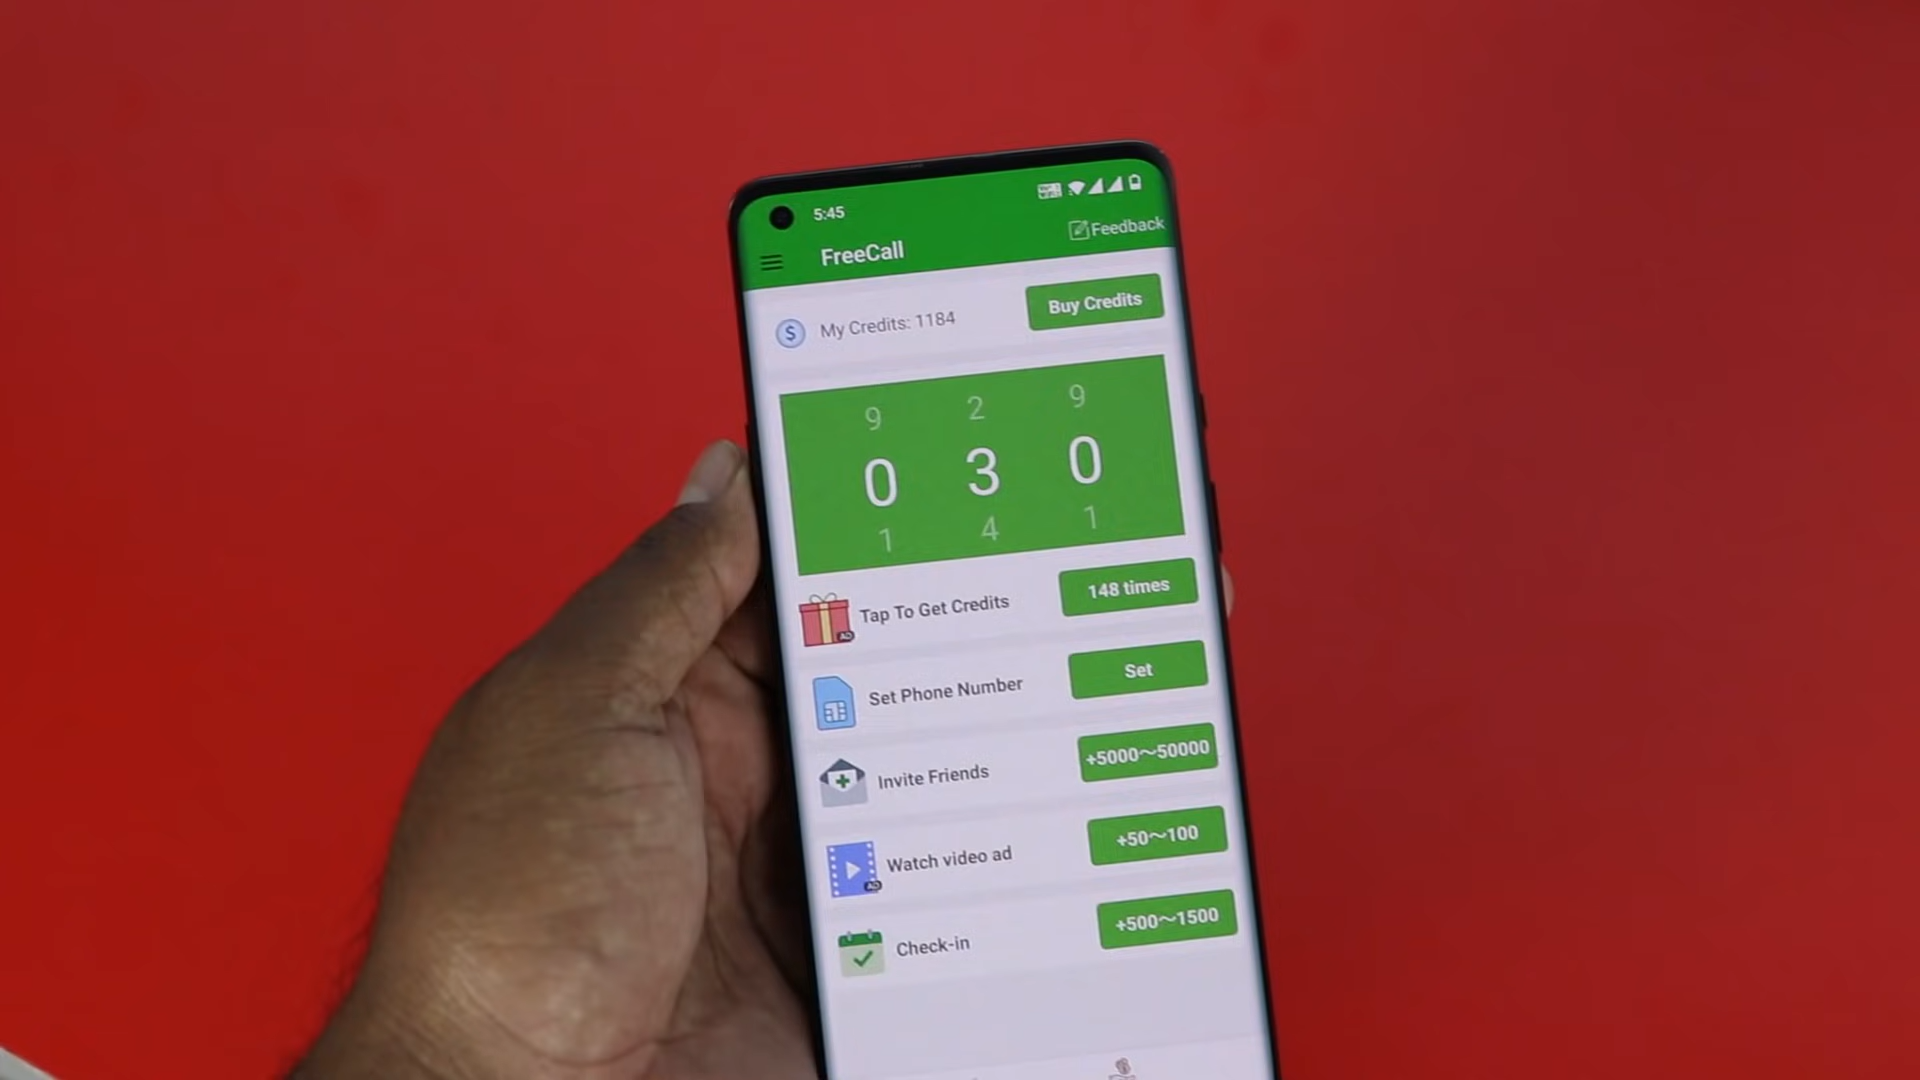 5:45
FreeCall
Feedback
My Credits: 1184
Buy Credits
9 2 9
0 3 0
1 4 1
AD
Tap To Get Credits
148 times
Set Phone Number
Set
Invite Friends
+5000~50000
AD
Watch video ad
+50~100
Check-in
+500~1500